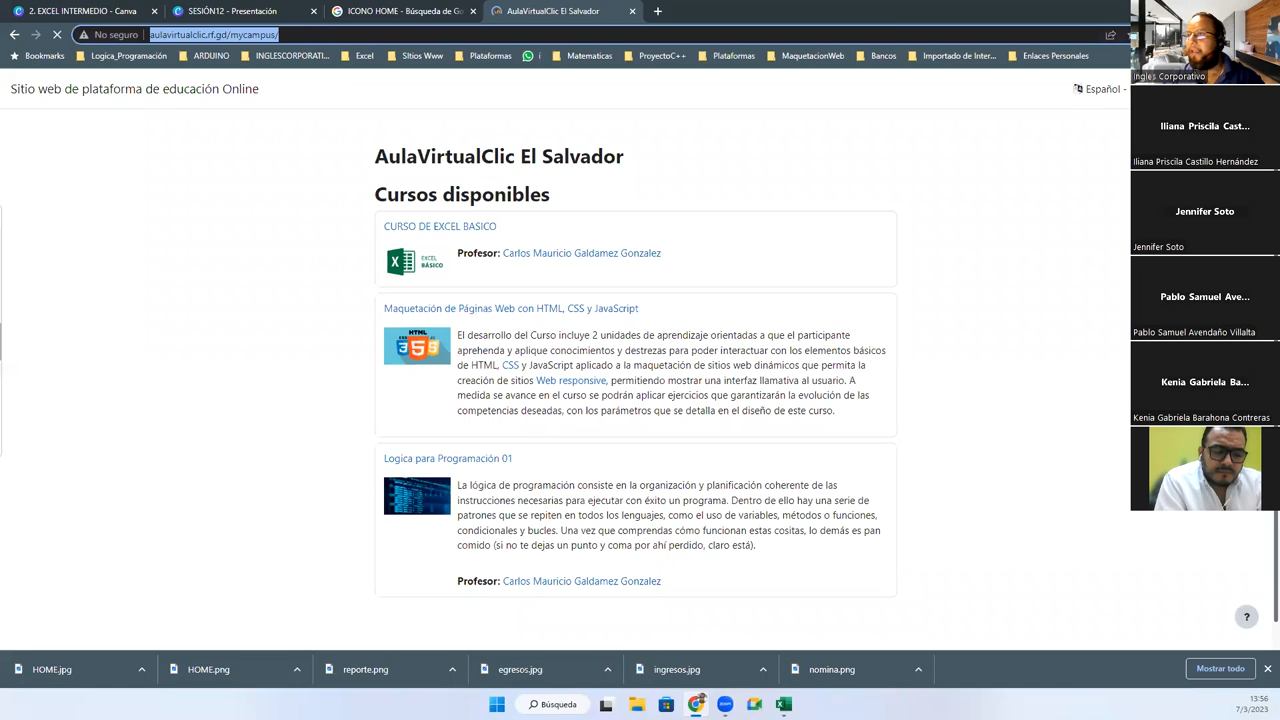 2. EXCEL INTERMEDIO - Canva
SESIÓN12 - Presentación
ICONO HOME - Búsqueda de Go
AulaVirtualClic El Salvador
No seguro
aulavirtualclic.rf.gd/mycampus/
Bookmarks
Logica_Programación
ARDUINO
INGLESCORPORATI...
Excel
SItios Www
Plataformas
i
Matematicas
ProyectoC++
Plataformas
MaquetacionWeb
Bancos
Importado de Inter...
Enlaces Personales
Sitio web de plataforma de educación Online
Español -
AulaVirtualClic El Salvador
Cursos disponibles
CURSO DE EXCEL BASICO
EXCEL
BÁSICO
Profesor: Carlos Mauricio Galdamez Gonzalez
Maquetación de Páginas Web con HTML, CSS y JavaScript
HTML
El desarrollo del Curso incluye 2 unidades de aprendizaje orientadas a que el participante
aprehenda y aplique conocimientos y destrezas para poder interactuar con los elementos básicos
de HTML, CSS y JavaScript aplicado a la maquetación de sitios web dinámicos que permita la
creación de sitios Web responsive, permitiendo mostrar una interfaz llamativa al usuario. A
medida se avance en el curso se podrán aplicar ejercicios que garantizarán la evolución de las
competencias deseadas, con los parámetros que se detalla en el diseño de este curso.
Logica para Programación 01
La lógica de programación consiste en la organización y planificación coherente de las
instrucciones necesarias para ejecutar con éxito un programa. Dentro de ello hay una serie de
patrones que se repiten en todos los lenguajes, como el uso de variables, métodos o funciones,
condicionales y bucles. Una vez que comprendas cómo funcionan estas cositas, lo demás es pan
comido (si no te dejas un punto y coma por ahí perdido, claro está).
Profesor: Carlos Mauricio Galdamez Gonzalez
?
Ingles Corporativo
Iliana Priscila Cast...
Iliana Priscila Castillo Hernández
Jennifer Soto
Jennifer Soto
Pablo Samuel Ave...
Pablo Samuel Avendaño Villalta
Kenia Gabriela Ba...
Kenia Gabriela Barahona Contreras
HOME.jpg
HOME.png
reporte.png
egresos.jpg
ingresos.jpg
nomina.png
Mostrar todo
Búsqueda
13:56
7/3/2023